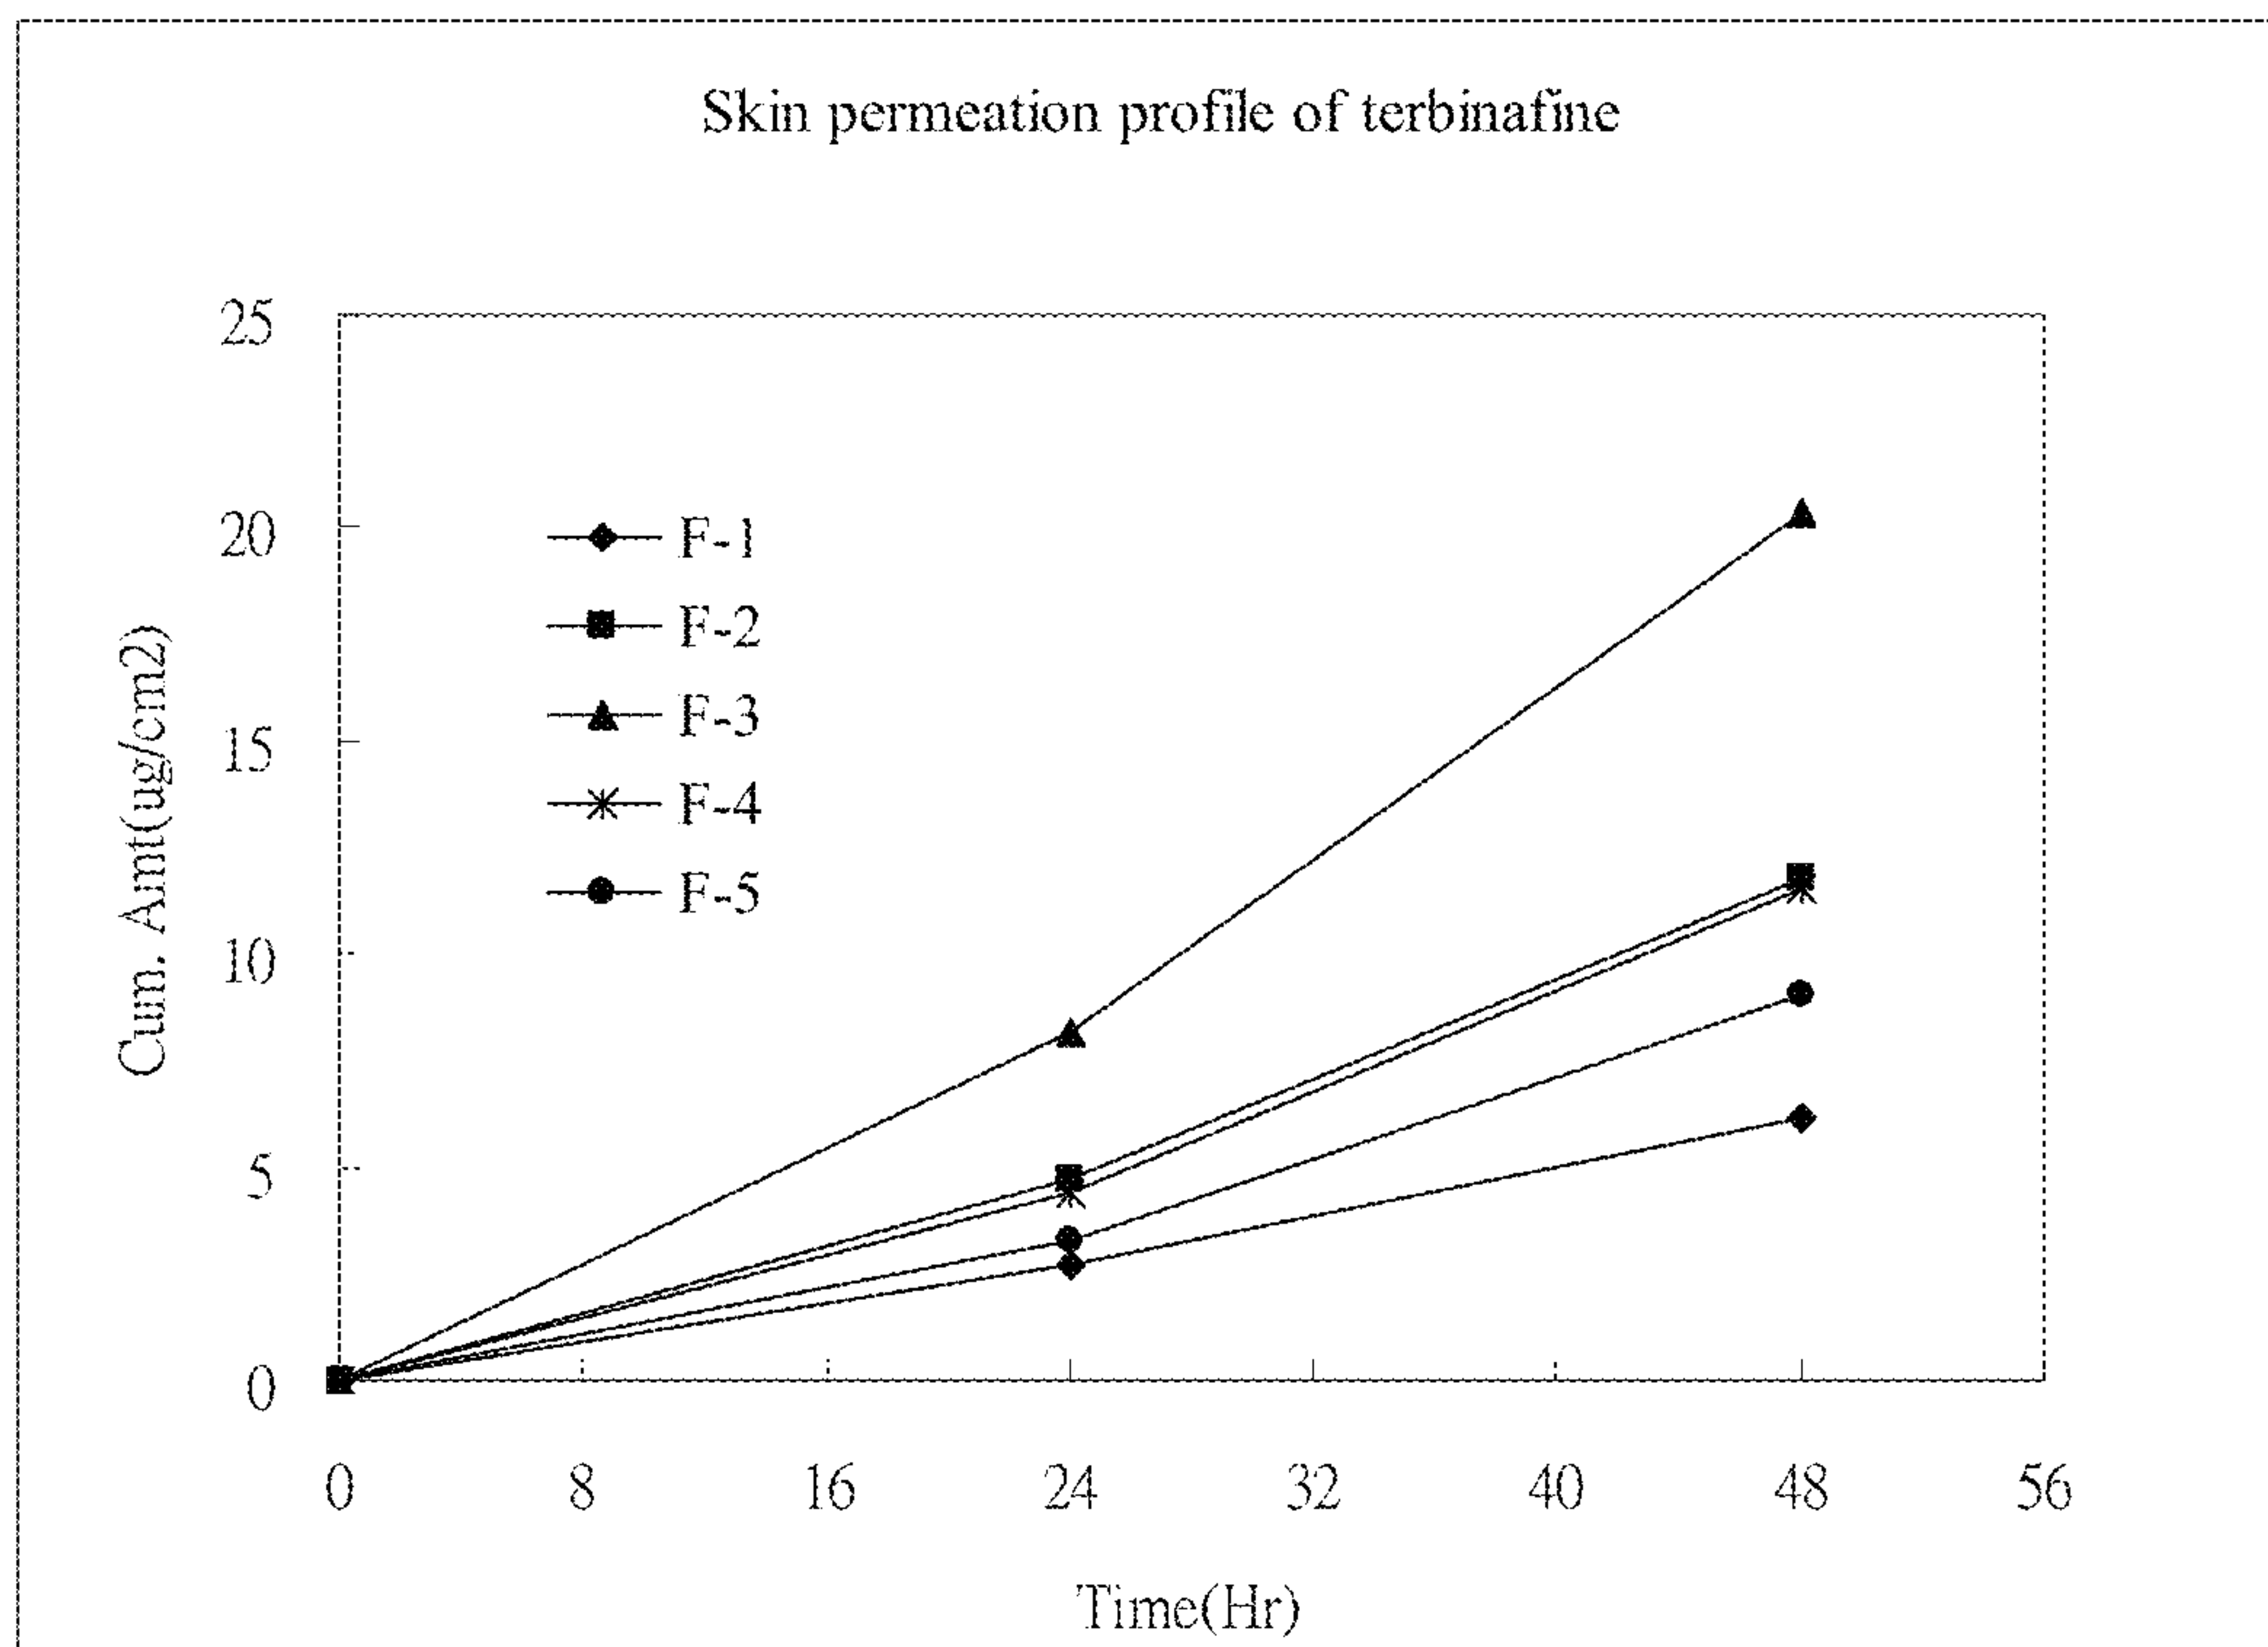 Skin permeation profile of terbinafine
25
20
15
10
5
0
Cum. Amt(ug/cm2)
F-1
F-2
F-3
F-4
F-5
0 8 16 24 32 40 48 56
Time(Hr)